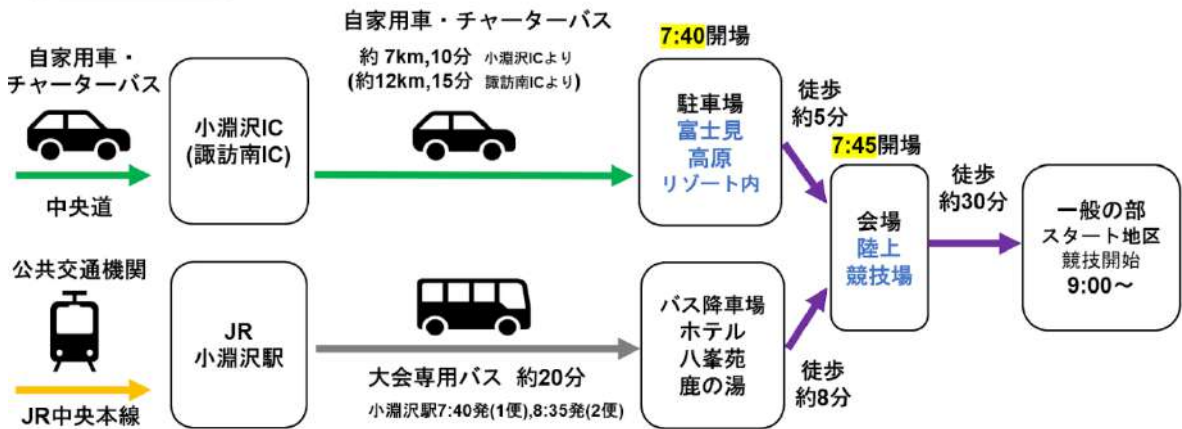 自家用車・
チャーターバス
中央道
小淵沢IC
(諏訪南IC)
自家用車・チャーターバス
約 7km,10分 小淵沢ICより
(約12km,15分 諏訪南ICより)
7:40開場
駐車場
富士見
高原
リゾート内
徒歩
約5分
公共交通機関
JR中央本線
JR
小淵沢駅
大会専用バス 約20分
小淵沢駅7:40発(1便),8:35発(2便)
バス降車場
ホテル
八峯苑
鹿の湯
徒歩
約8分
7:45開場
会場
陸上
競技場
徒歩
約30分
一般の部
スタート地区
競技開始
9:00～